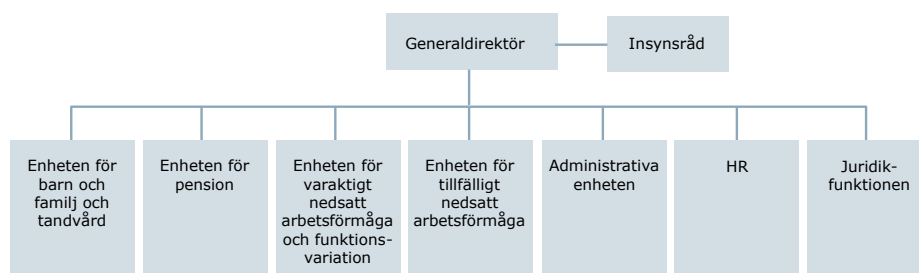 Generaldirektör
Insynsråd
Enheten för
barn och
familj och
tandvård
Enheten för
pension
Enheten för
varaktigt
nedsatt
arbetsförmåga
och funktions-
variation
Enheten för
tillfälligt
nedsatt
arbetsförmåga
Administrativa
enheten
HR
Juridik-
funktionen